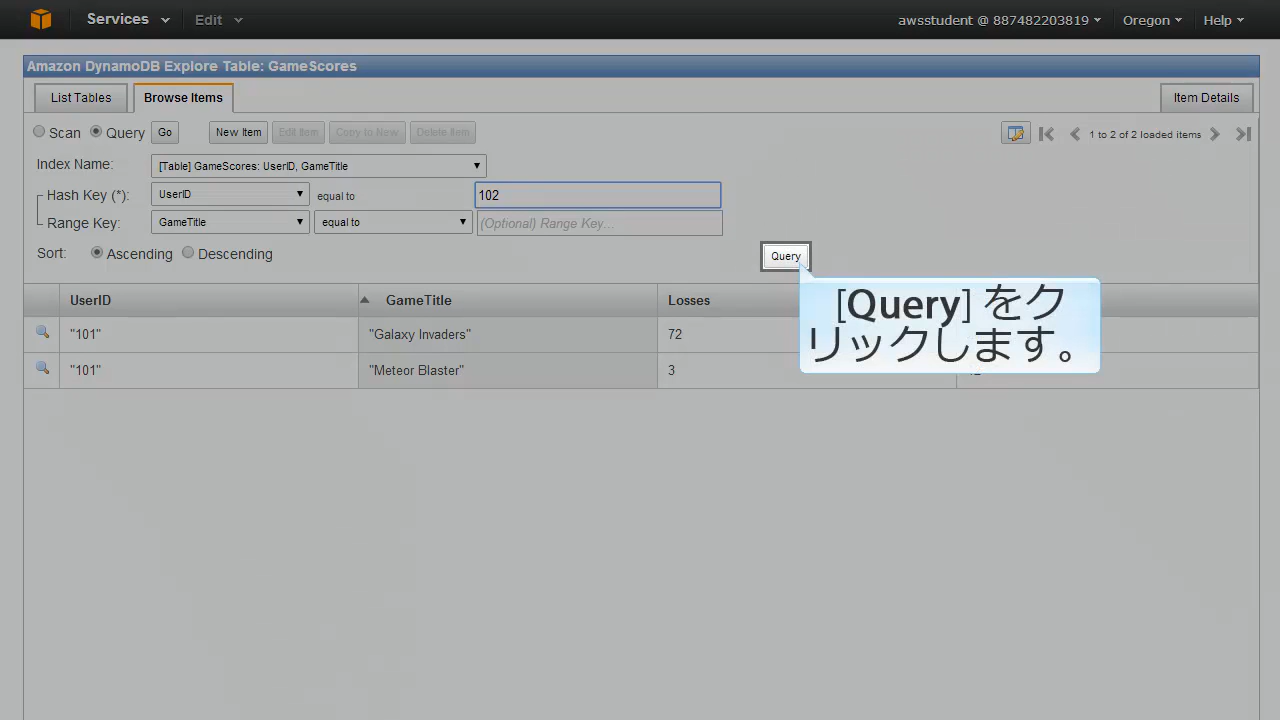 Services Edit awsstudent @ 887482203819 Oregon Help
Amazon DynamoDB Explore Table: GameScores
List Tables Browse Items Item Details
Scan Query Go New Item Edit Item Copy to New Delete Item 1 to 2 of 2 loaded items
Index Name: [Table] GameScores: UserID, GameTitle
Hash Key (*): UserID equal to 102
Range Key: GameTitle equal to (Optional) Range Key...
Sort: Ascending Descending
Query
[Query] をク
リックします。
UserID GameTitle Losses
"101" "Galaxy Invaders" 72
"101" "Meteor Blaster" 3